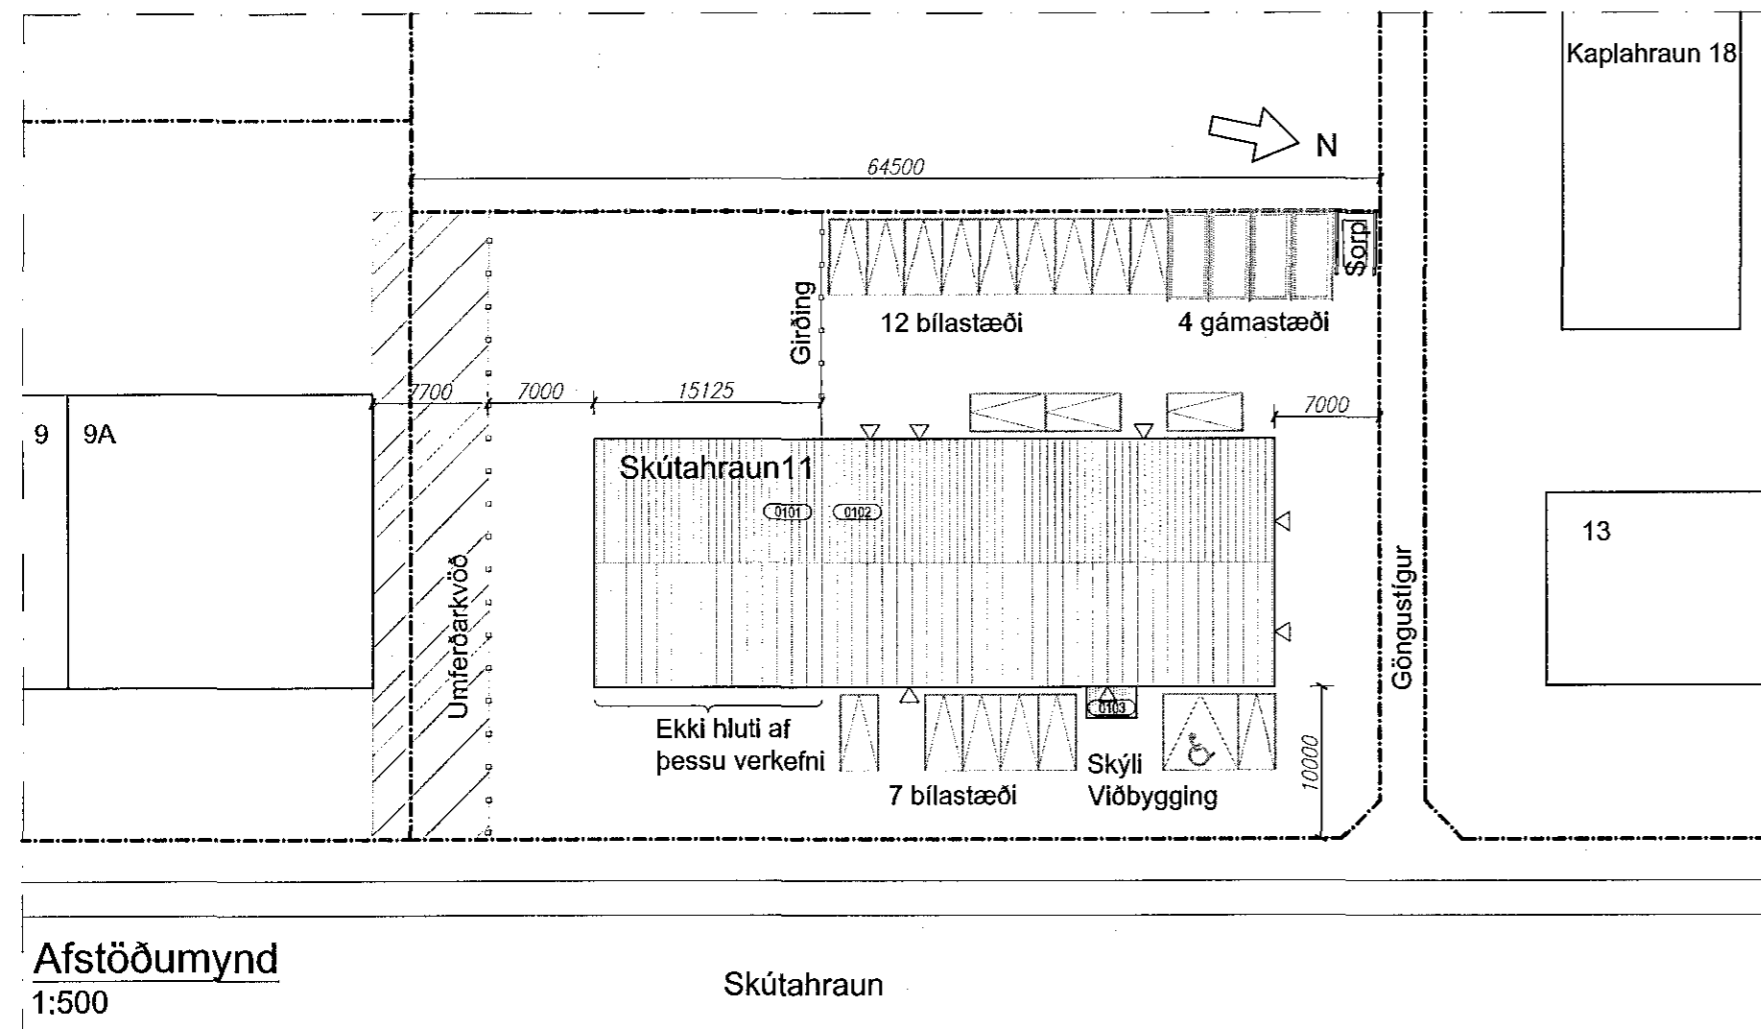 Kaplahraun 18
N
64500
Sorp
Girðing
12 bílastæði
4 gámastæði
7700
7000
15125
7000
9
9A
Skútahraun11
0101
0102
13
Umferðarkvöð
Göngustígur
0103
Ekki hluti af
þessu verkefni
Skýli
Viðbygging
7 bílastæði
10000
Afstöðumynd
1:500
Skútahraun